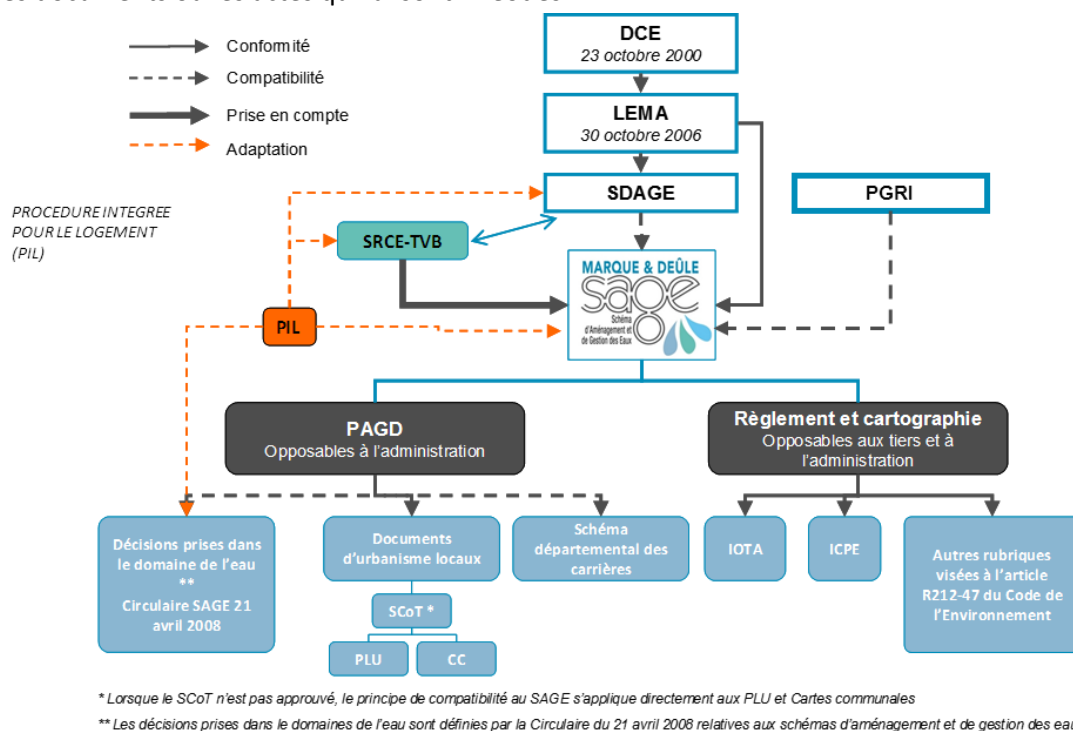 Conformité
Compatibilité
Prise en compte
Adaptation
DCE
23 octobre 2000
LEMA
30 octobre 2006
SDAGE
PGRI
PROCEDURE INTEGREE
POUR LE LOGEMENT
(PIL)
SRCE-TVB
MARQUE & DEÛLE
sage
Schéma
d'Aménagement et
de Gestion des Eaux
PIL
PAGD
Opposables à l'administration
Règlement et cartographie
Opposables aux tiers et à
l'administration
Décisions prises dans
le domaine de l'eau
**
Circulaire SAGE 21
avril 2008
Documents
d'urbanisme locaux
SCoT *
PLU
CC
Schéma
départemental des
carrières
IOTA
ICPE
Autres rubriques
visées à l'article
R212-47 du Code de
l'Environnement
* Lorsque le SCoT n'est pas approuvé, le principe de compatibilité au SAGE s'applique directement aux PLU et Cartes communales
** Les décisions prises dans le domaines de l'eau sont définies par la Circulaire du 21 avril 2008 relatives aux schémas d'aménagement et de gestion des eau